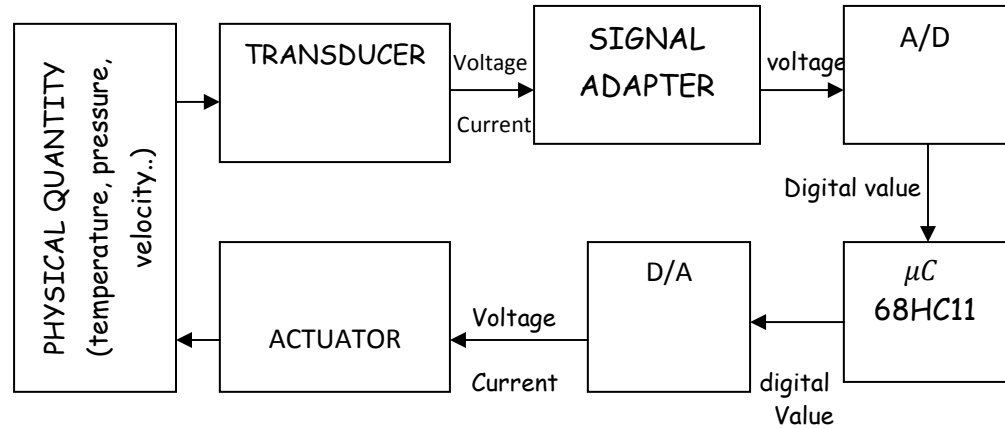 PHYSICAL QUANTITY
(temperature, pressure,
velocity..)
TRANSDUCER
Voltage
Current
SIGNAL
ADAPTER
voltage
A/D
Digital value
μC
68HC11
digital
Value
D/A
Voltage
Current
ACTUATOR